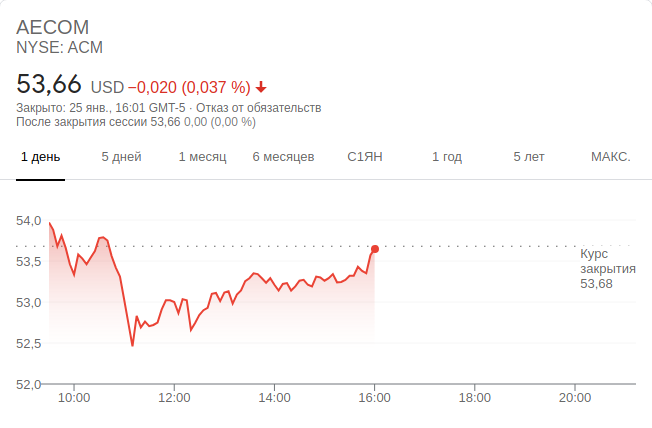 AECOM
NYSE: ACM
53,66 USD −0,020 (0,037 %)
Закрыто: 25 янв., 16:01 GMT-5 · Отказ от обязательств
После закрытия сессии 53,66 0,00 (0,00 %)
1 день 5 дней 1 месяц 6 месяцев С1ЯН 1 год 5 лет МАКС.
54,0
53,5
53,0
52,5
52,0
Курс
закрытия
53,68
10:00 12:00 14:00 16:00 18:00 20:00